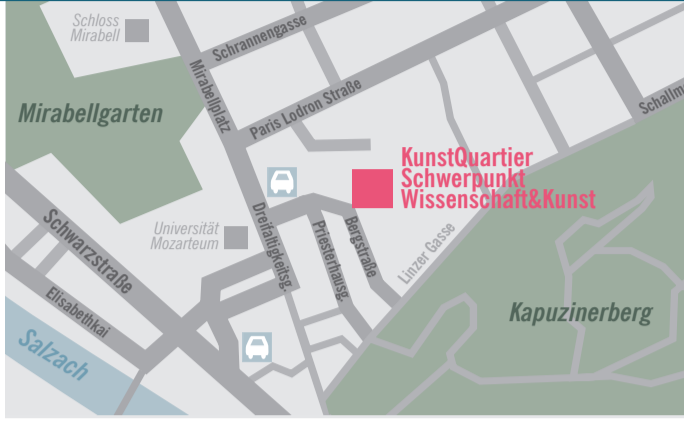 Schloss
Mirabell
Schrannengasse
Mirabellplatz
Mirabellgarten
Paris Lodron Straße
Schallm
KunstQuartier
Schwerpunkt
Wissenschaft&Kunst
Schwarzstraße
Universität
Mozarteum
Dreifaltigkeitsg.
Priesterhausg.
Bergstraße
Linzer Gasse
Elisabethkai
Kapuzinerberg
Salzach